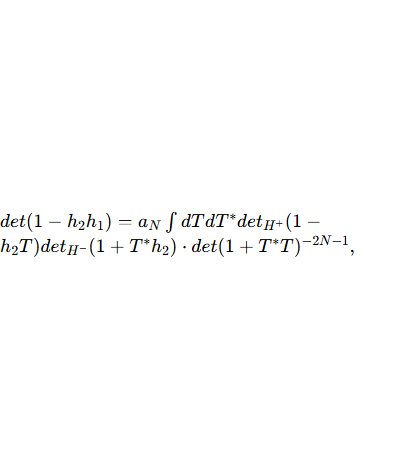 det(1 − h₂h₁) = a_N ∫ dTdT*det_{H⁺}(1 −
h₂T)det_{H⁻}(1 + T*h₂) · det(1 + T*T)^{−2N−1},